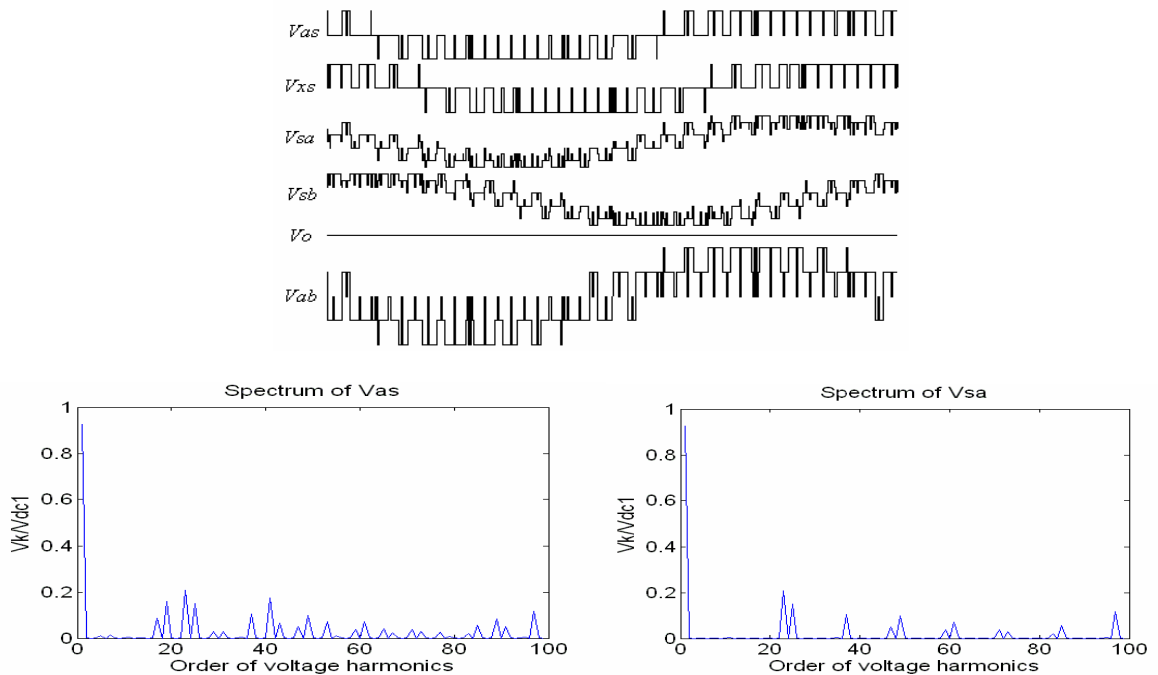 Vas
Vxs
Vsa
Vsb
Vo
Vab
Spectrum of Vas
Vk/Vdc1
1
0.8
0.6
0.4
0.2
0
0 20 40 60 80 100
Order of voltage harmonics
Spectrum of Vsa
Vk/Vdc1
1
0.8
0.6
0.4
0.2
0
0 20 40 60 80 100
Order of voltage harmonics